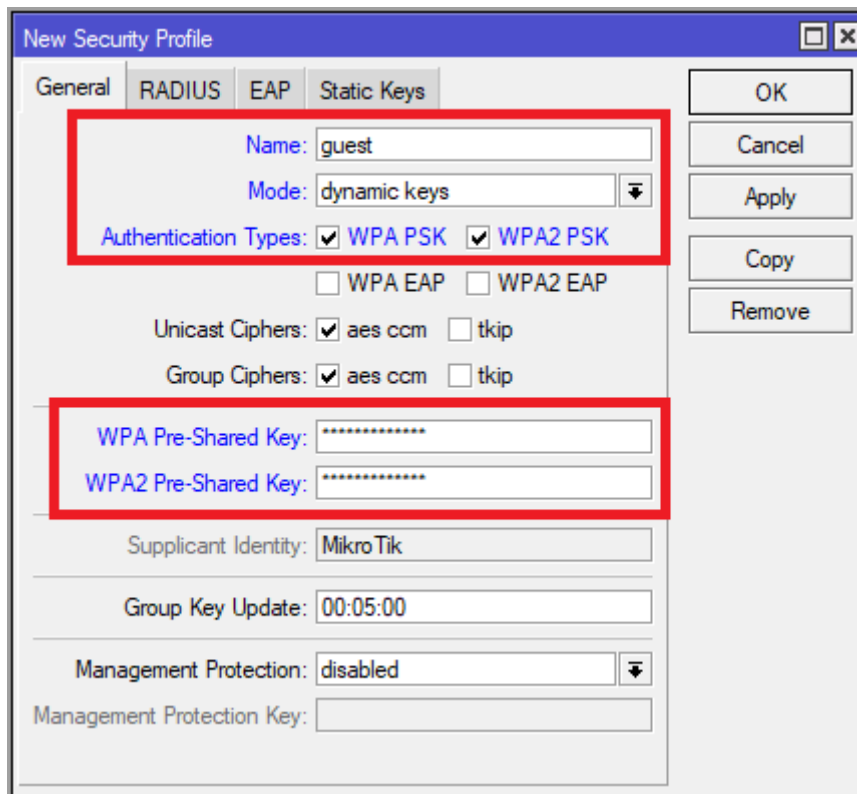 New Security Profile
General RADIUS EAP Static Keys
OK
Cancel
Apply
Copy
Remove
Name: guest
Mode: dynamic keys
Authentication Types: WPA PSK WPA2 PSK
WPA EAP WPA2 EAP
Unicast Ciphers: aes ccm tkip
Group Ciphers: aes ccm tkip
WPA Pre-Shared Key: *************
WPA2 Pre-Shared Key: *************
Supplicant Identity: MikroTik
Group Key Update: 00:05:00
Management Protection: disabled
Management Protection Key: